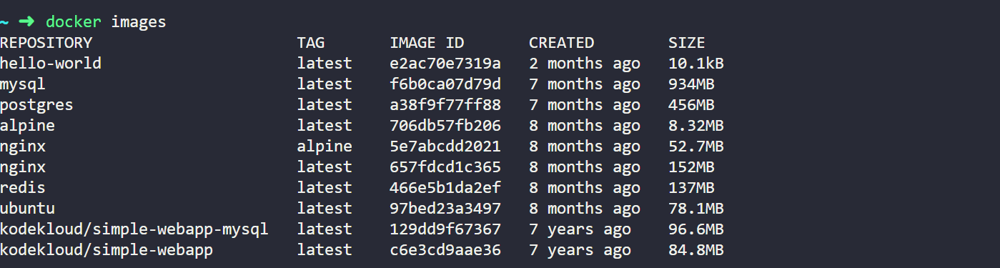 ~ ➜ docker images
REPOSITORY TAG IMAGE ID CREATED SIZE
hello-world latest e2ac70e7319a 2 months ago 10.1kB
mysql latest f6b0ca07d79d 7 months ago 934MB
postgres latest a38f9f77ff88 7 months ago 456MB
alpine latest 706db57fb206 8 months ago 8.32MB
nginx alpine 5e7abcdd2021 8 months ago 52.7MB
nginx latest 657fdcd1c365 8 months ago 152MB
redis latest 466e5b1da2ef 8 months ago 137MB
ubuntu latest 97bed23a3497 8 months ago 78.1MB
kodekloud/simple-webapp-mysql latest 129dd9f67367 7 years ago 96.6MB
kodekloud/simple-webapp latest c6e3cd9aae36 7 years ago 84.8MB